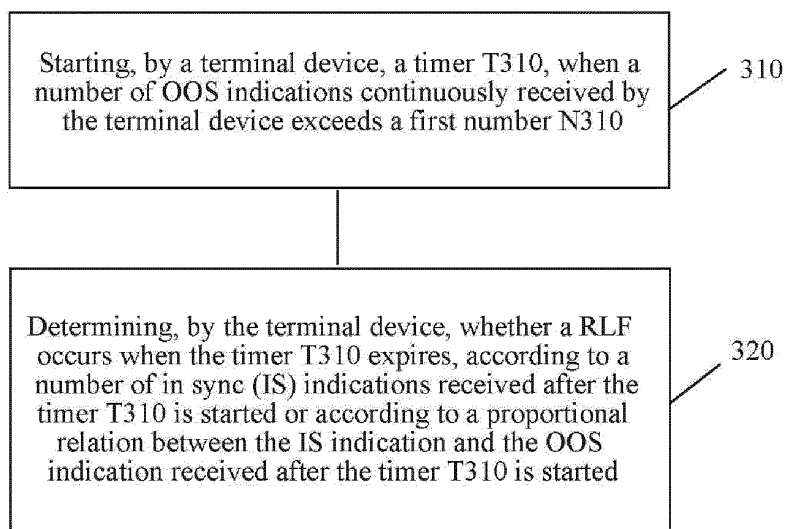 Starting, by a terminal device, a timer T310, when a
number of OOS indications continuously received by
the terminal device exceeds a first number N310
310
Determining, by the terminal device, whether a RLF
occurs when the timer T310 expires, according to a
number of in sync (IS) indications received after the
timer T310 is started or according to a proportional
relation between the IS indication and the OOS
indication received after the timer T310 is started
320